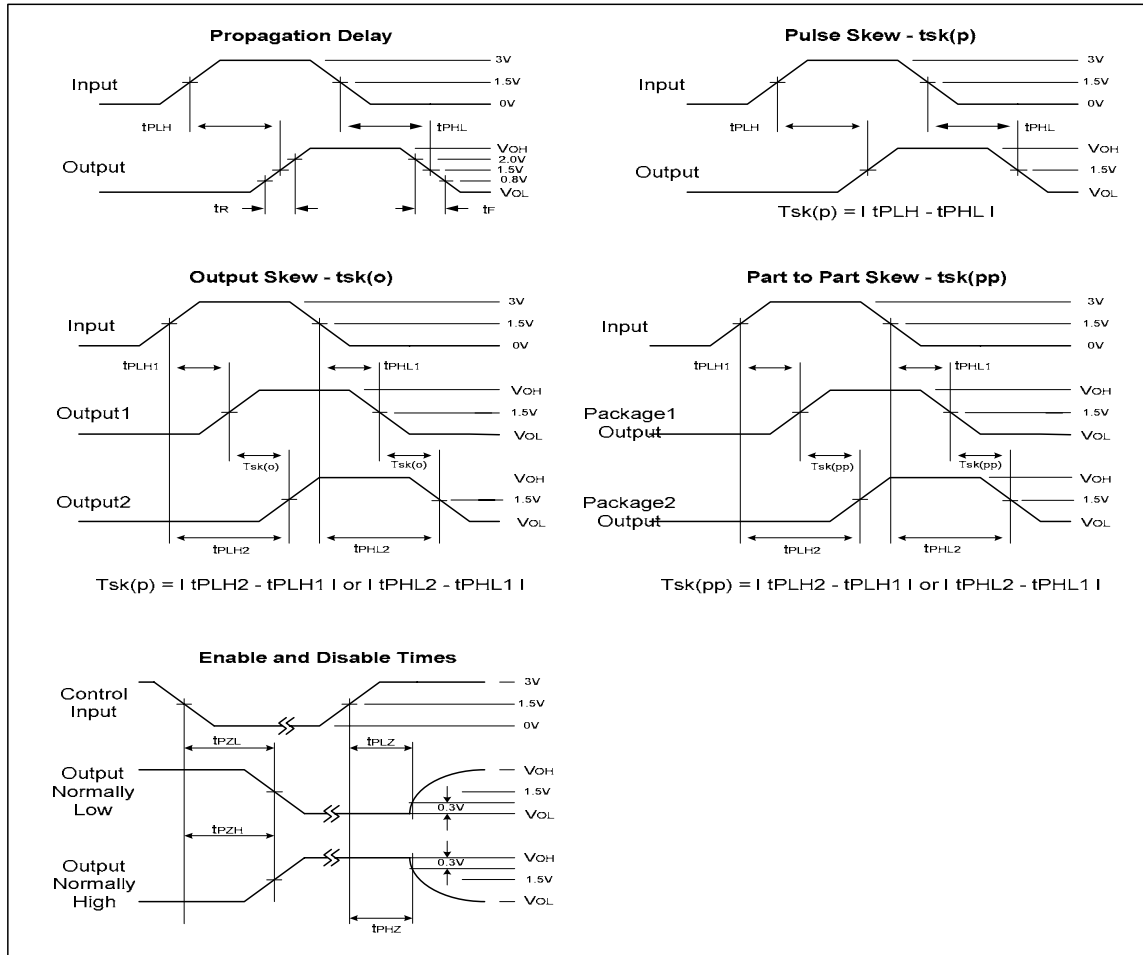 Propagation Delay
Input
3V
1.5V
0V
tPLH
tPHL
Output
VOH
2.0V
1.5V
0.8V
VOL
tR
tF
Pulse Skew - tsk(p)
Input
3V
1.5V
0V
tPLH
tPHL
Output
VOH
1.5V
VOL
Tsk(p) = I tPLH - tPHL I
Output Skew - tsk(o)
Input
3V
1.5V
0V
tPLH1
tPHL1
Output1
VOH
1.5V
VOL
Tsk(o)
Tsk(o)
Output2
VOH
1.5V
VOL
tPLH2
tPHL2
Tsk(p) = I tPLH2 - tPLH1 I or I tPHL2 - tPHL1 I
Part to Part Skew - tsk(pp)
Input
3V
1.5V
0V
tPLH1
tPHL1
Package1
Output
VOH
1.5V
VOL
Tsk(pp)
Tsk(pp)
Package2
Output
VOH
1.5V
VOL
tPLH2
tPHL2
Tsk(pp) = I tPLH2 - tPLH1 I or I tPHL2 - tPHL1 I
Enable and Disable Times
Control
Input
3V
1.5V
0V
tPZL
tPLZ
Output
Normally
Low
VOH
1.5V
0.3V
VOL
tPZH
Output
Normally
High
VOH
0.3V
1.5V
VOL
tPHZ